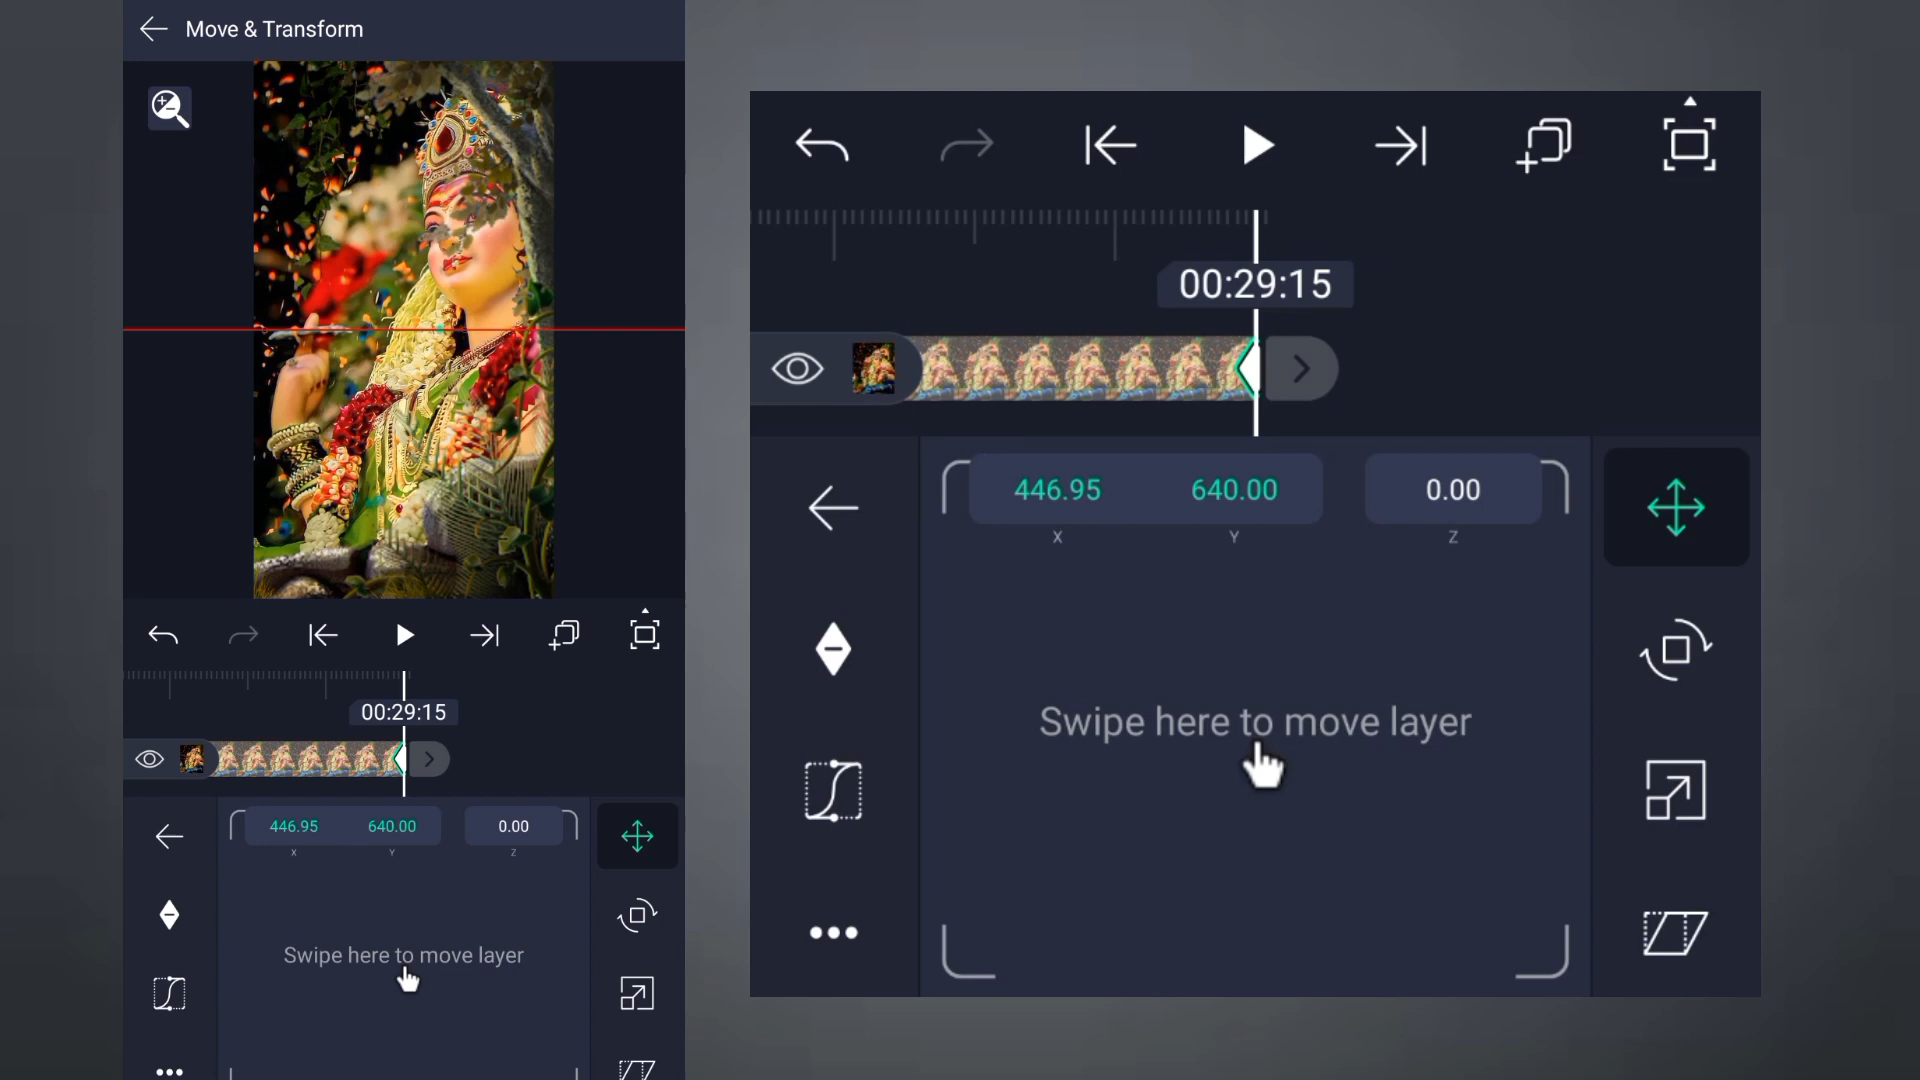 Move & Transform
00:29:15
446.95 640.00 0.00
X Y Z
Swipe here to move layer
00:29:15
446.95 640.00 0.00
X Y Z
Swipe here to move layer